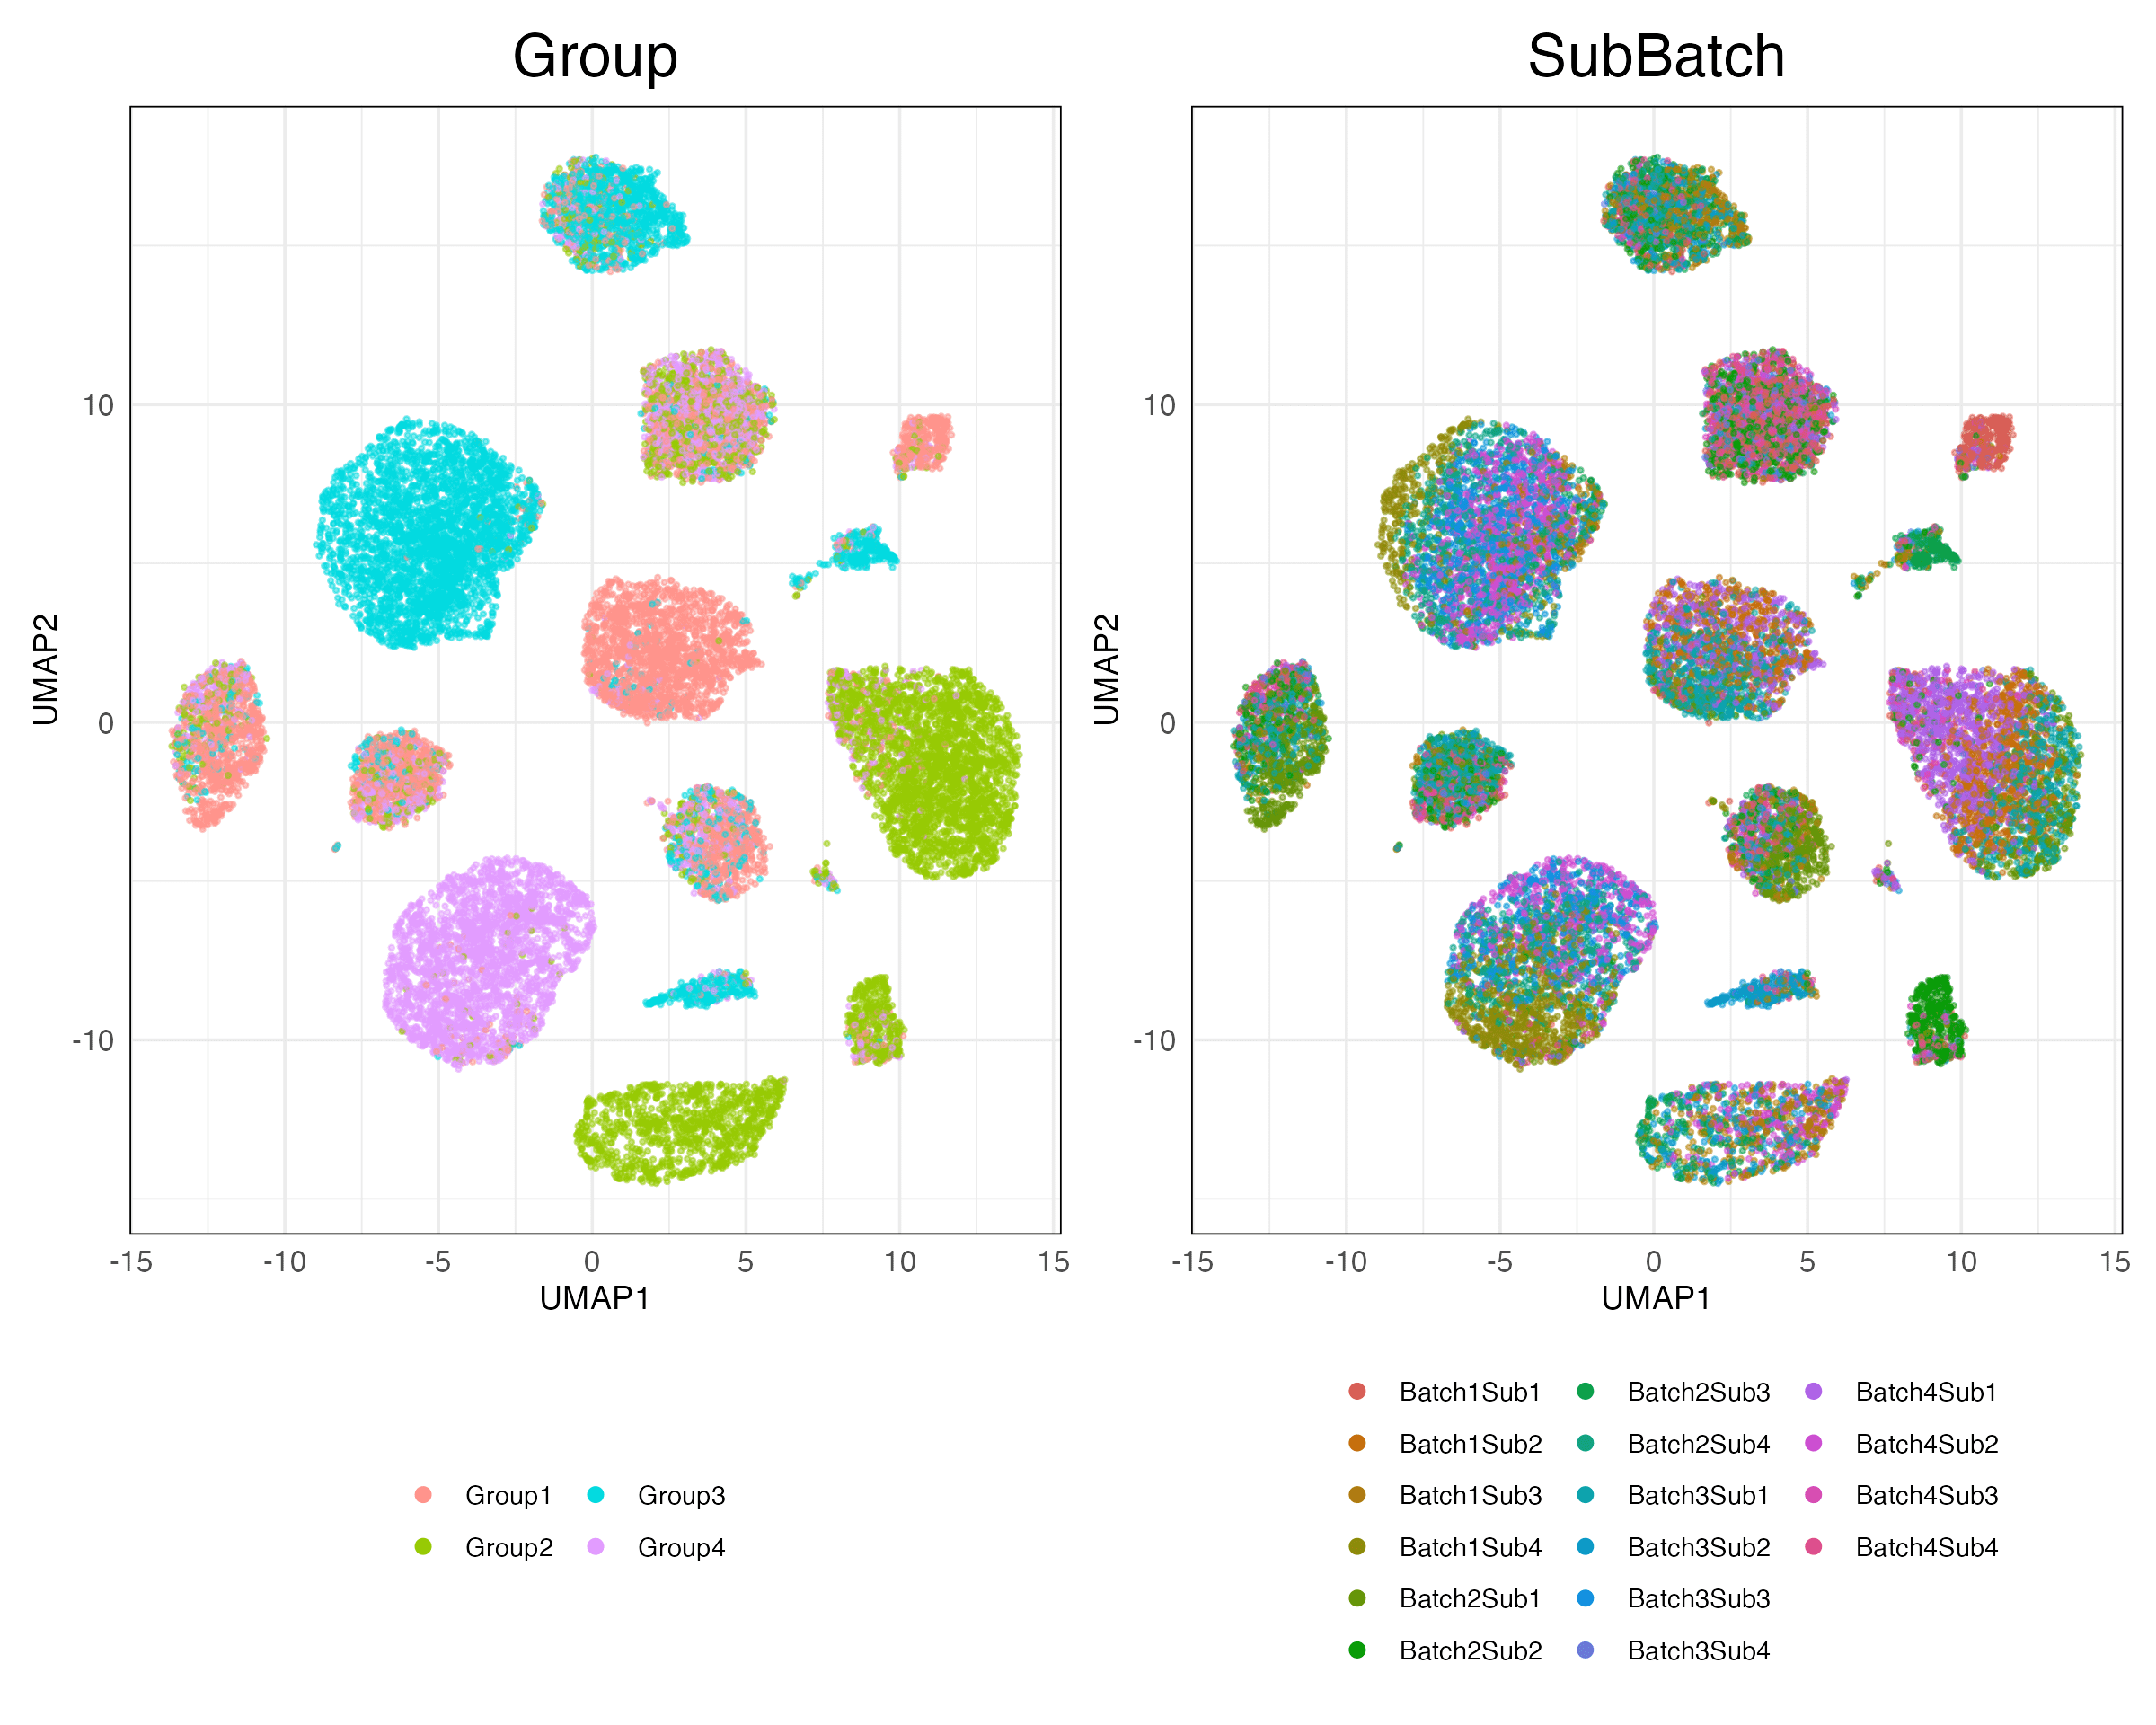 Group
SubBatch
10
0
-10
UMAP2
-15 -10 -5 0 5 10 15
UMAP1
10
0
-10
UMAP2
-15 -10 -5 0 5 10 15
UMAP1
Group1 Group3
Group2 Group4
Batch1Sub1 Batch2Sub3 Batch4Sub1
Batch1Sub2 Batch2Sub4 Batch4Sub2
Batch1Sub3 Batch3Sub1 Batch4Sub3
Batch1Sub4 Batch3Sub2 Batch4Sub4
Batch2Sub1 Batch3Sub3
Batch2Sub2 Batch3Sub4